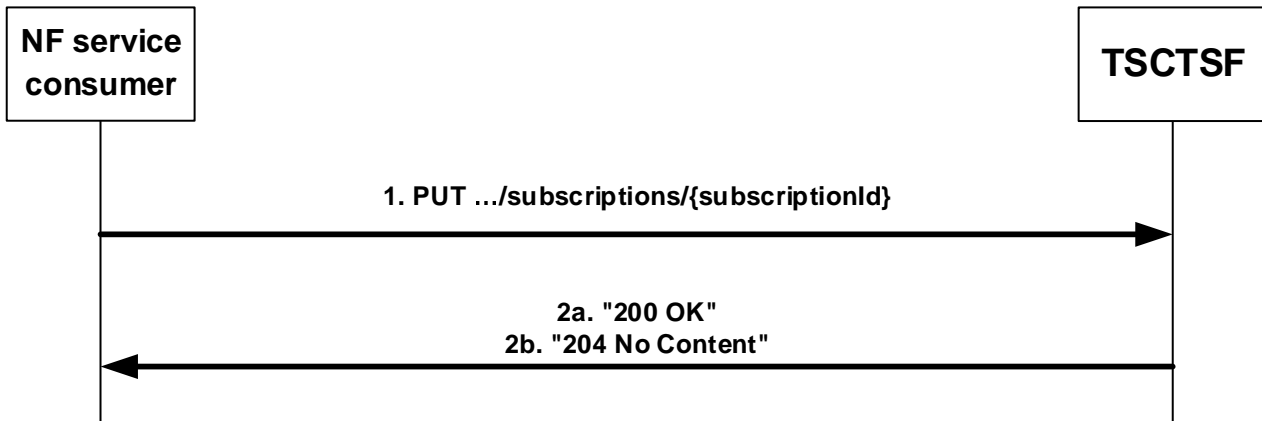 NF service
consumer
TSCTSF
1. PUT .../subscriptions/{subscriptionId}
2a. "200 OK"
2b. "204 No Content"